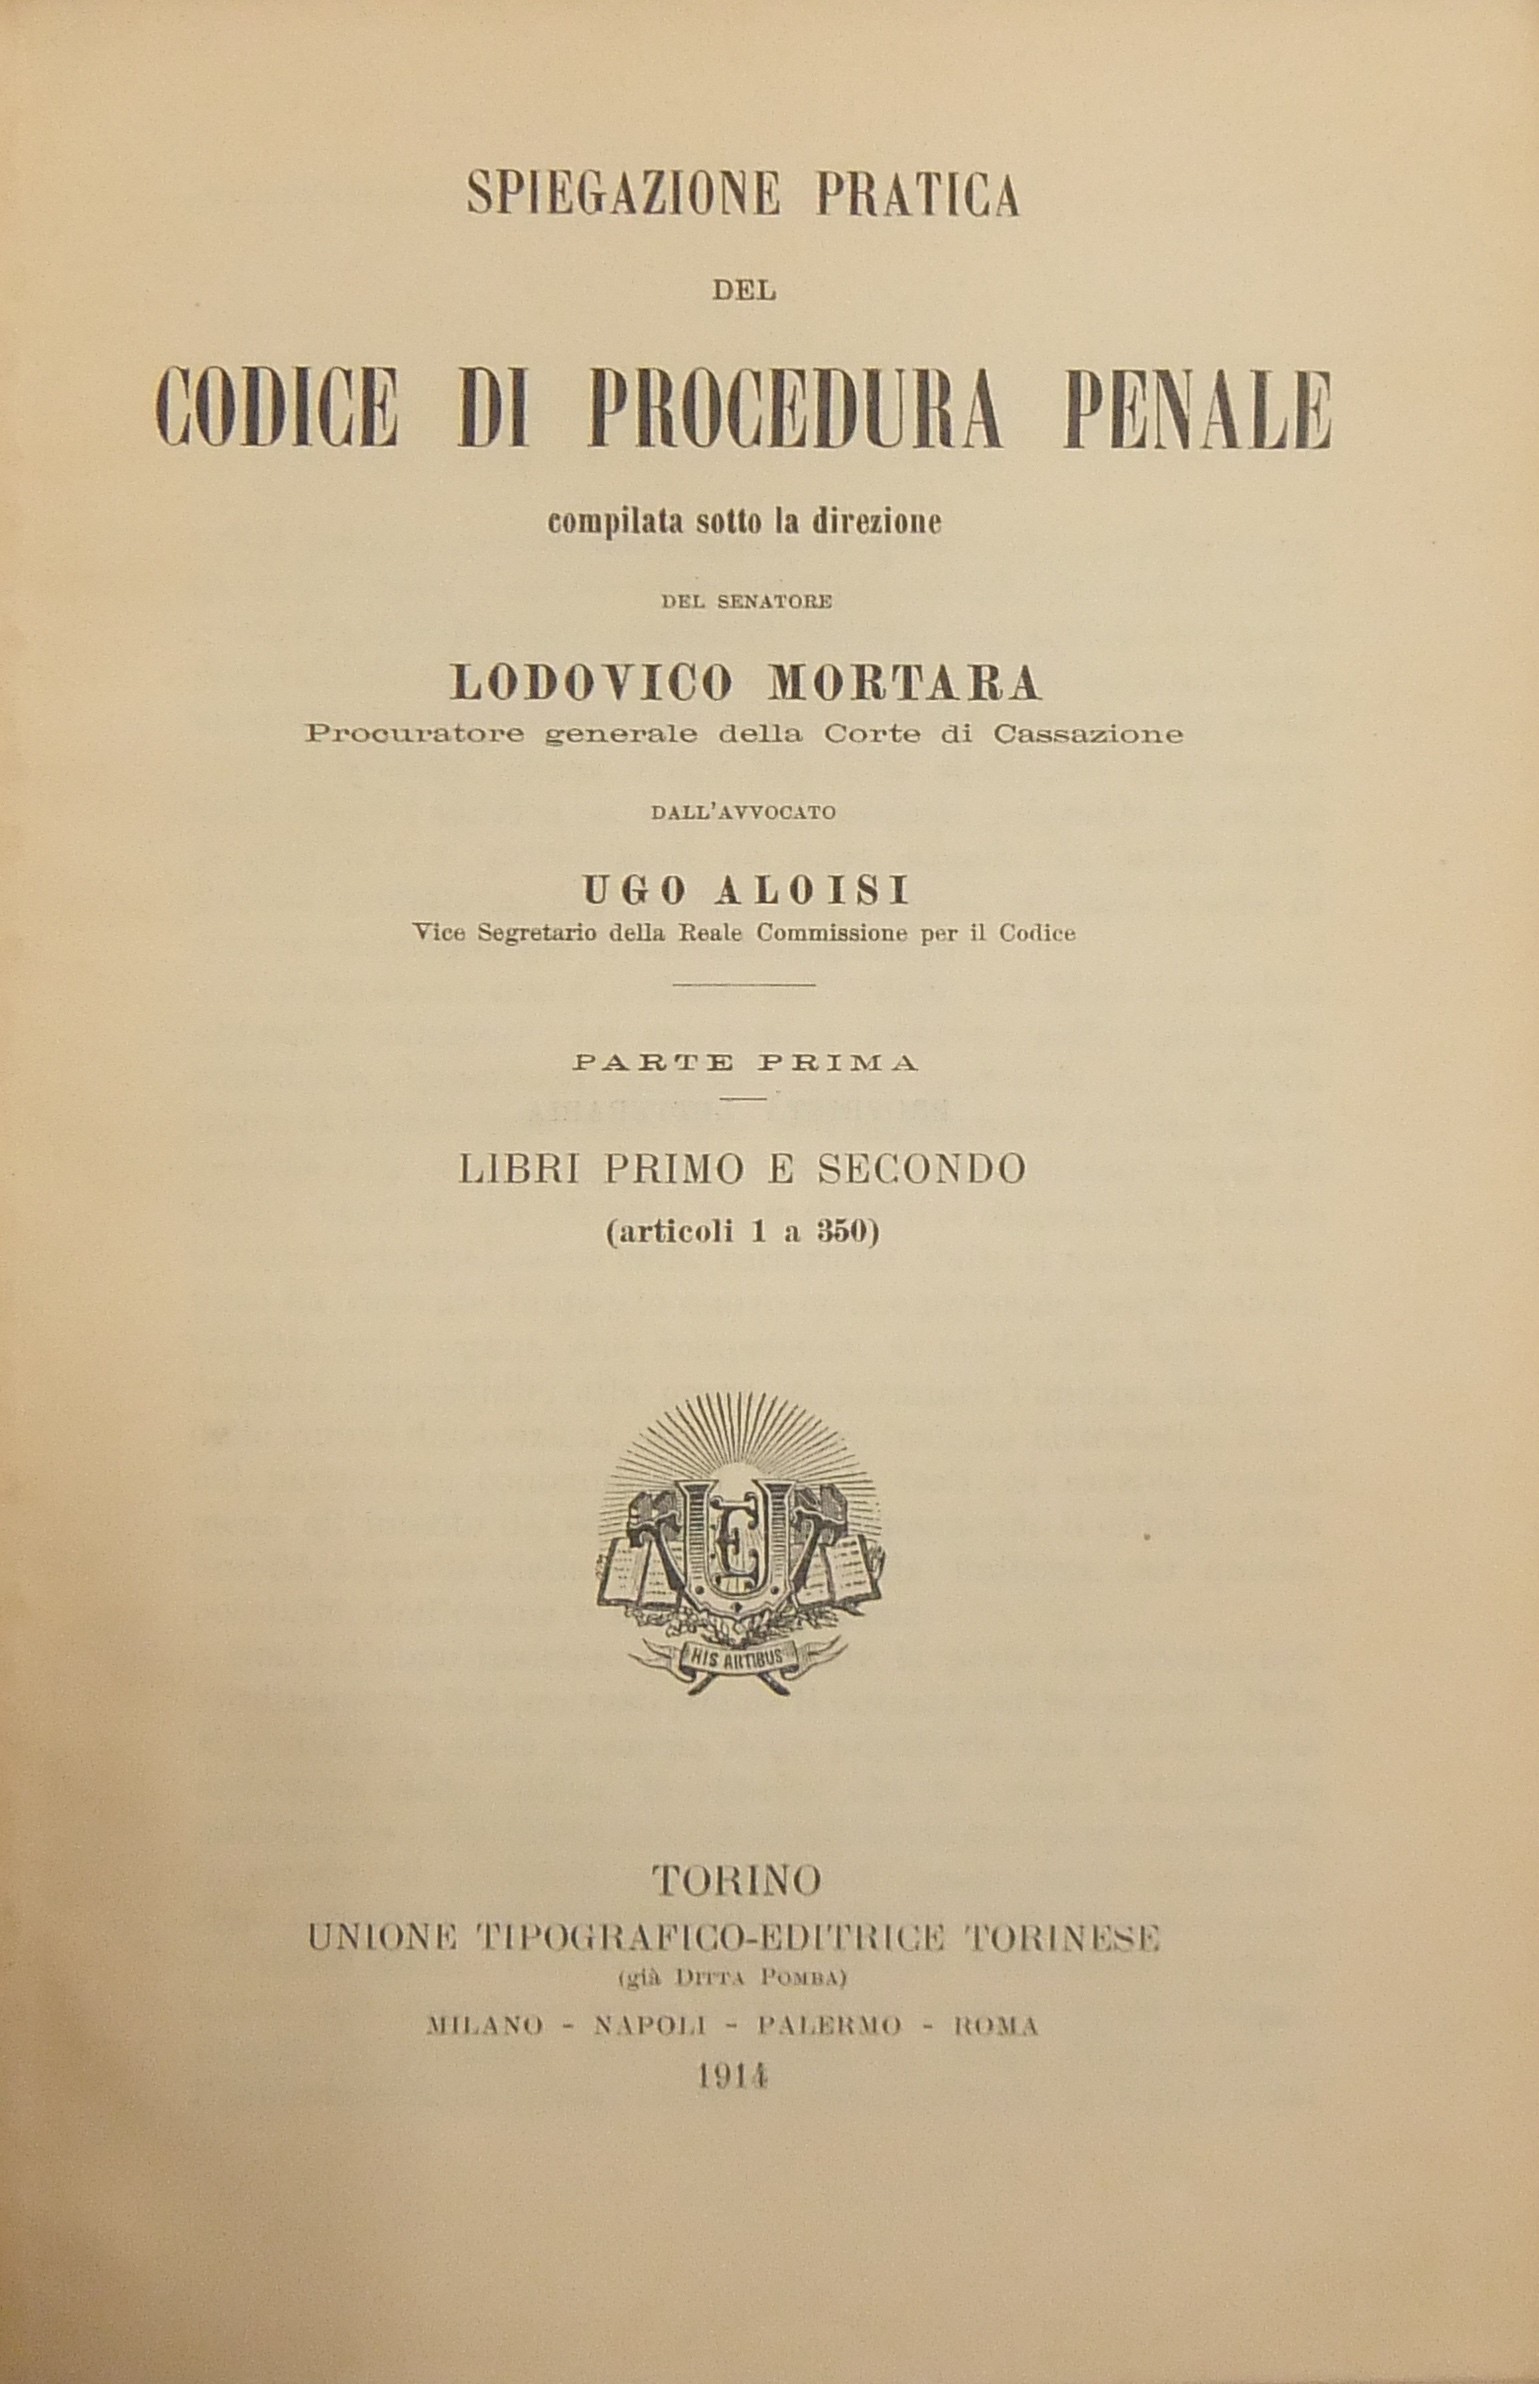 SPIEGAZIONE PRATICA
DEL
CODICE DI PROCEDURA PENALE
compilata sotto la direzione
DEL SENATORE
LODOVICO MORTARA
Procuratore generale della Corte di Cassazione
DALL'AVVOCATO
UGO ALOISI
Vice Segretario della Reale Commissione per il Codice
PARTE PRIMA
LIBRI PRIMO E SECONDO
(articoli 1 a 350)
UTE
HIS ARTIBUS
TORINO
UNIONE TIPOGRAFICO-EDITRICE TORINESE
(già DITTA POMBA)
MILANO - NAPOLI - PALERMO - ROMA
1914